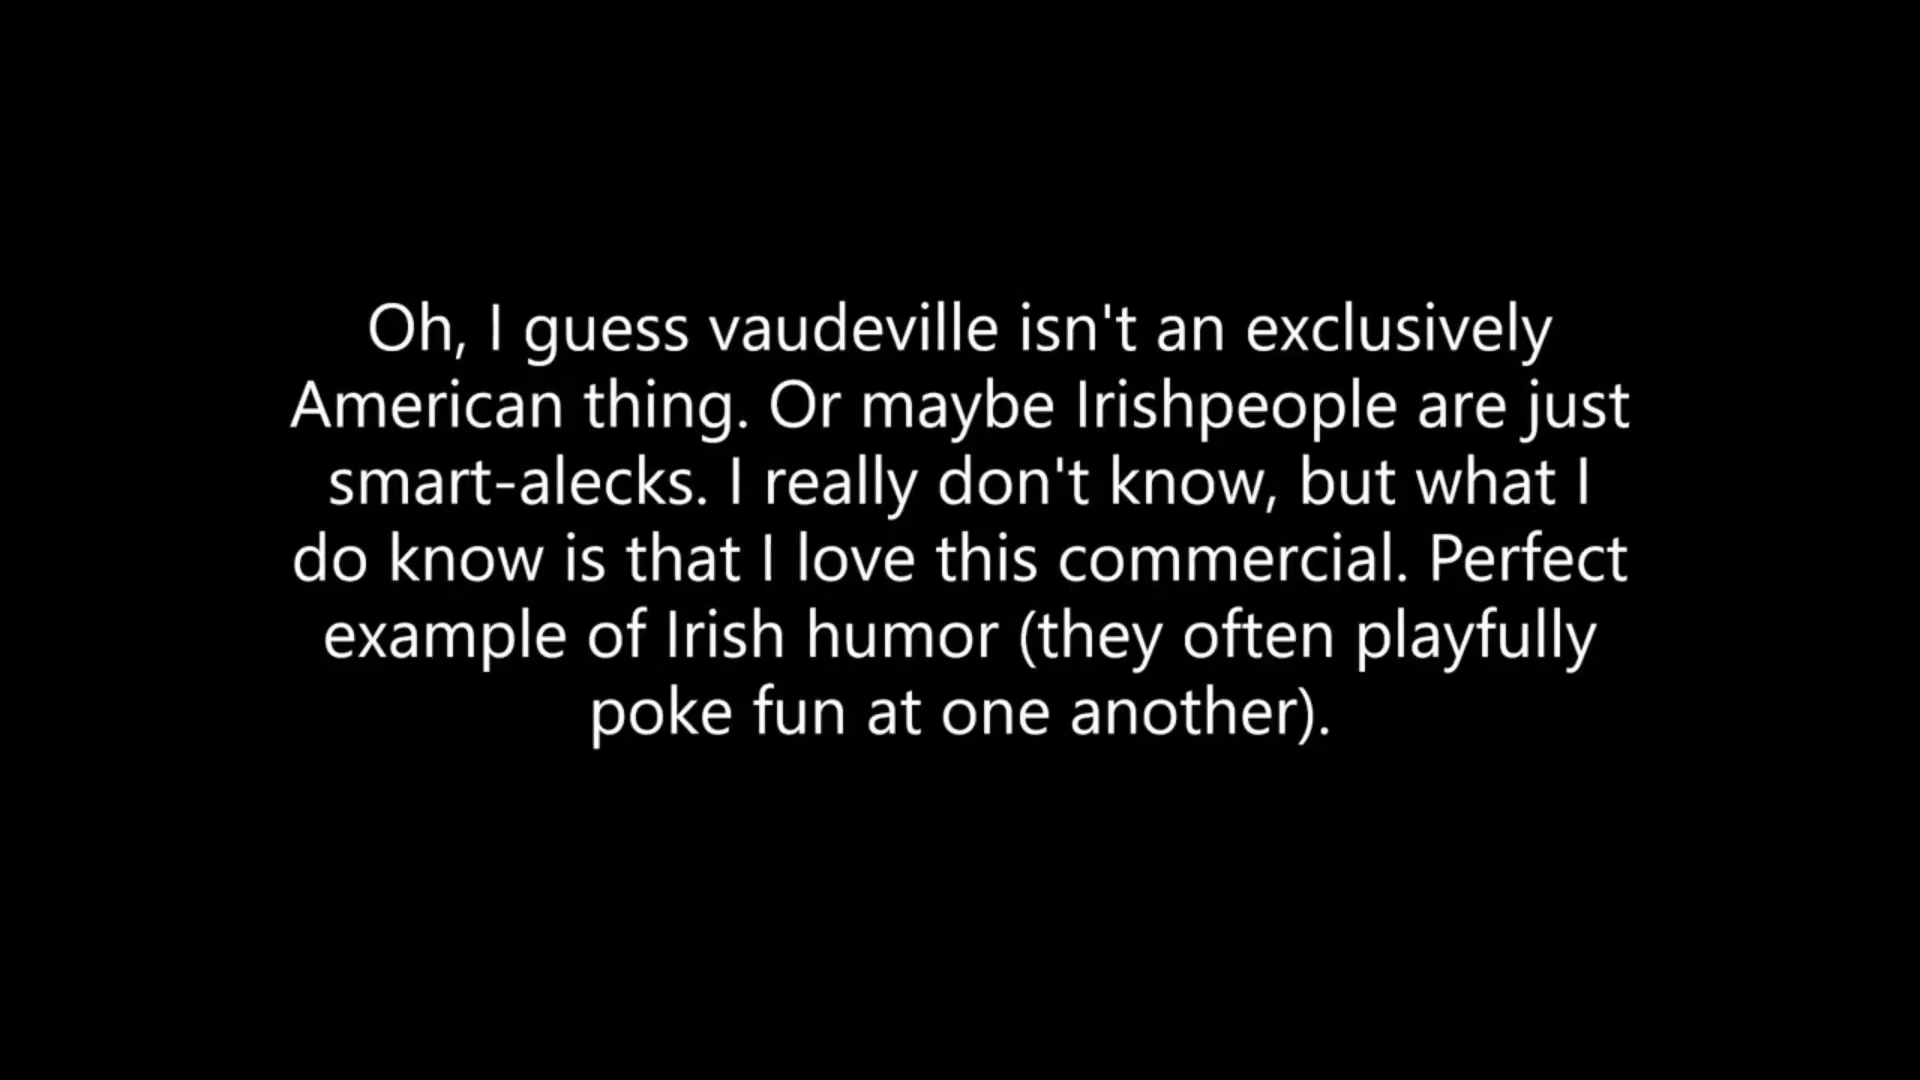 Oh, I guess vaudeville isn't an exclusively
American thing. Or maybe Irishpeople are just
smart-alecks. I really don't know, but what I
do know is that I love this commercial. Perfect
example of Irish humor (they often playfully
poke fun at one another).